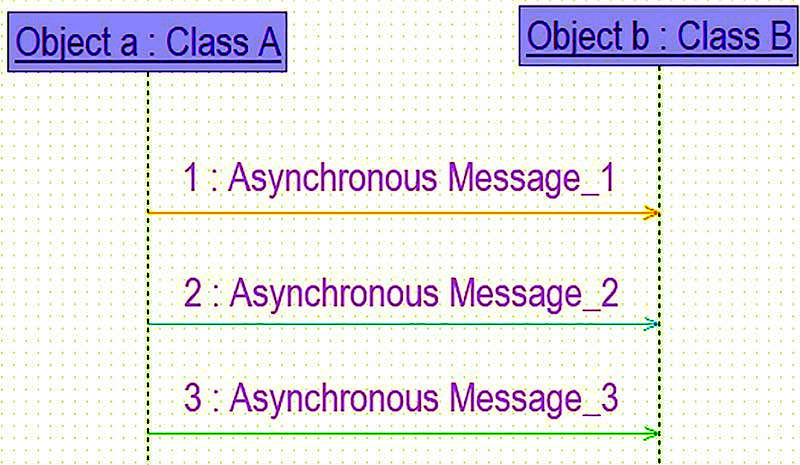 Object a : Class A
Object b : Class B
1 : Asynchronous Message_1
2 : Asynchronous Message_2
3 : Asynchronous Message_3